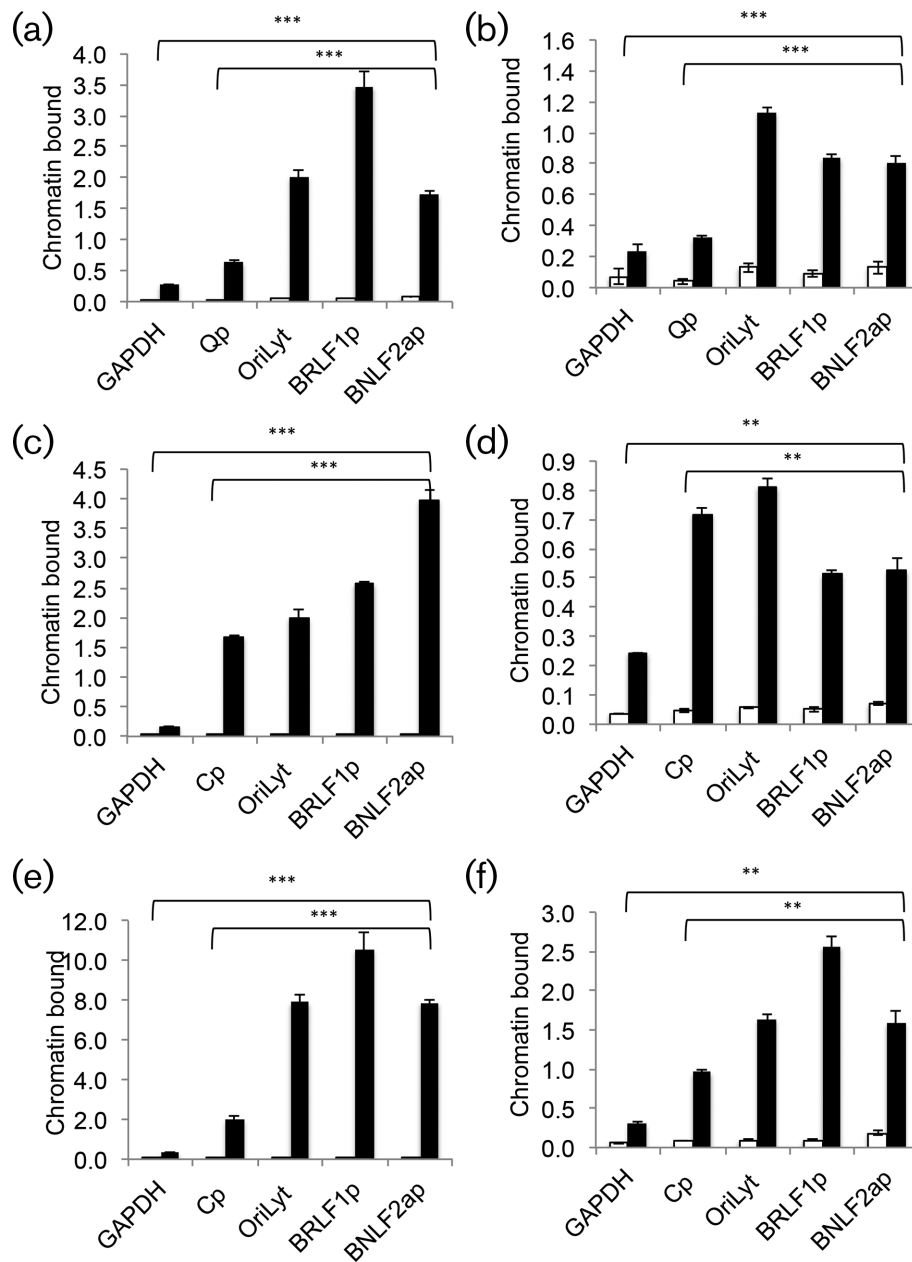 (a)
***
***
Chromatin bound
4.0
3.5
3.0
2.5
2.0
1.5
1.0
0.5
0.0
GAPDH
Qp
OriLyt
BRLF1p
BNLF2ap
(b)
***
***
Chromatin bound
1.6
1.4
1.2
1.0
0.8
0.6
0.4
0.2
0.0
GAPDH
Qp
OriLyt
BRLF1p
BNLF2ap
(c)
***
***
Chromatin bound
4.5
4.0
3.5
3.0
2.5
2.0
1.5
1.0
0.5
0.0
GAPDH
Cp
OriLyt
BRLF1p
BNLF2ap
(d)
**
**
Chromatin bound
0.9
0.8
0.7
0.6
0.5
0.4
0.3
0.2
0.1
0.0
GAPDH
Cp
OriLyt
BRLF1p
BNLF2ap
(e)
***
***
Chromatin bound
12.0
10.0
8.0
6.0
4.0
2.0
0.0
GAPDH
Cp
OriLyt
BRLF1p
BNLF2ap
(f)
**
**
Chromatin bound
3.0
2.5
2.0
1.5
1.0
0.5
0.0
GAPDH
Cp
OriLyt
BRLF1p
BNLF2ap